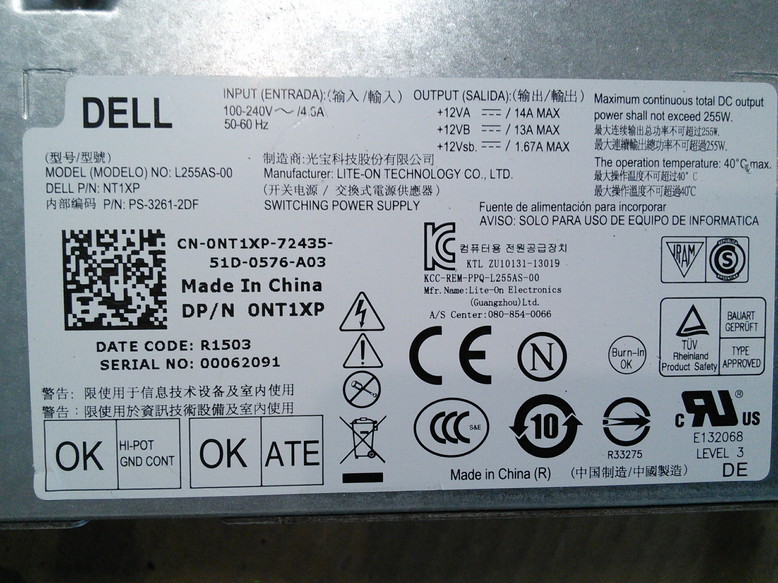 DELL
INPUT (ENTRADA):(输入 /輸入)
100-240V～ /4.6A
50-60 Hz
OUTPUT (SALIDA):(输出/輸出)
+12VA ⎓ / 14A MAX
+12VB ⎓ / 13A MAX
+12Vsb. ⎓ / 1.67A MAX
Maximum continuous total DC output
power shall not exceed 255W.
最大连续输出总功率不可超过255W.
最大連續輸出總功率不可超過255W.
The operation temperature: 40°C max.
最大操作温度不可超过40° C
最大操作溫度不可超過40°C
(型号/型號)
MODEL (MODELO) NO: L255AS-00
DELL P/N: NT1XP
内部编码 P/N: PS-3261-2DF
制造商:光宝科技股份有限公司
Manufacturer: LITE-ON TECHNOLOGY CO., LTD.
(开关电源 / 交換式電源供應器)
SWITCHING POWER SUPPLY
Fuente de alimentación para incorporar
AVISO: SOLO PARA USO DE EQUIPO DE INFORMATICA
CN-0NT1XP-72435-
51D-0576-A03
Made In China
DP/N 0NT1XP
DATE CODE: R1503
SERIAL NO: 00062091
컴퓨터용 전원공급장치
KTL ZU10131-13019
KCC-REM-PPQ-L255AS-00
Mfr. Name:Lite-On Electronics
(Guangzhou)Ltd.
A/S Center:080-854-0066
VRAM
S
TÜV
Rheinland
Product Safety
BAUART
GEPRÜFT
TYPE
APPROVED
CE
N
Burn-In
OK
警告: 限使用于信息技术设备及室内使用
警告 : 限使用於資訊技術設備及室內使用
OK
HI-POT
GND CONT
OK
ATE
CCC S&E
10
R33275
c RU ® US
E132068
LEVEL 3
Made in China (R) (中国制造/中國製造)
DE